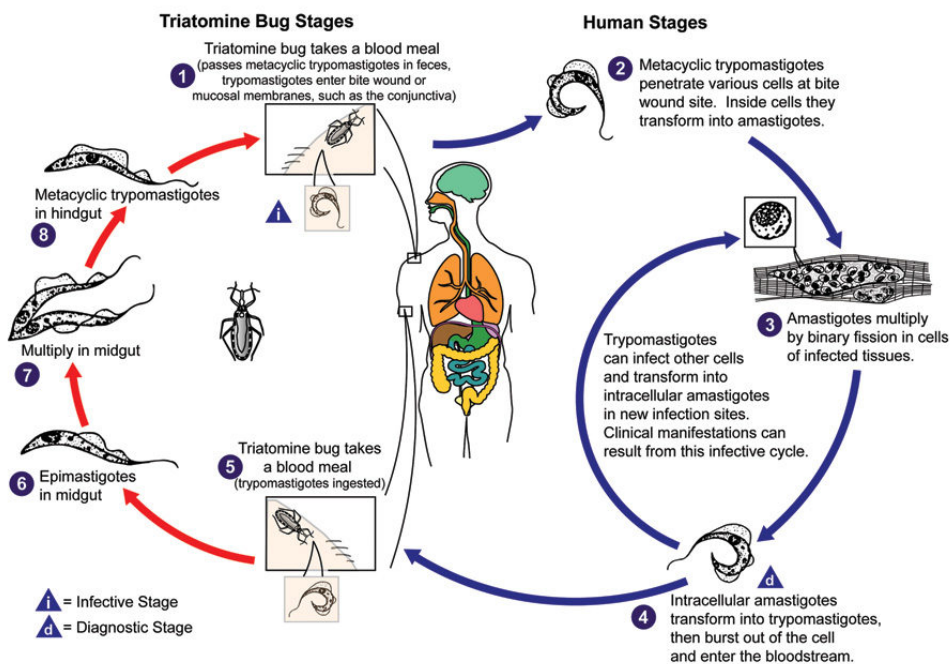 Triatomine Bug Stages
Human Stages
Triatomine bug takes a blood meal
(passes metacyclic trypomastigotes in feces,
trypomastigotes enter bite wound or
mucosal membranes, such as the conjunctiva)
1
i
2
Metacyclic trypomastigotes
penetrate various cells at bite
wound site. Inside cells they
transform into amastigotes.
3
Amastigotes multiply
by binary fission in cells
of infected tissues.
Trypomastigotes
can infect other cells
and transform into
intracellular amastigotes
in new infection sites.
Clinical manifestations can
result from this infective cycle.
d
4
Intracellular amastigotes
transform into trypomastigotes,
then burst out of the cell
and enter the bloodstream.
5
Triatomine bug takes
a blood meal
(trypomastigotes ingested)
6
Epimastigotes
in midgut
Multiply in midgut
7
Metacyclic trypomastigotes
in hindgut
8
i = Infective Stage
d = Diagnostic Stage